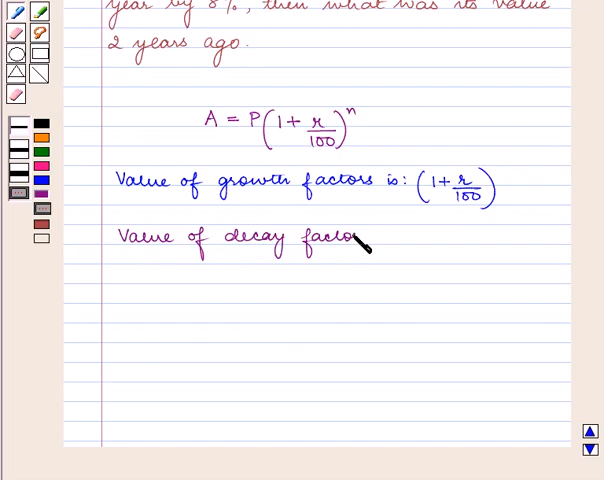 year by 8%, then what was its value
2 years ago.
A = P(1 + r/100)^n
Value of growth factors is: (1 + r/100)
Value of decay facto